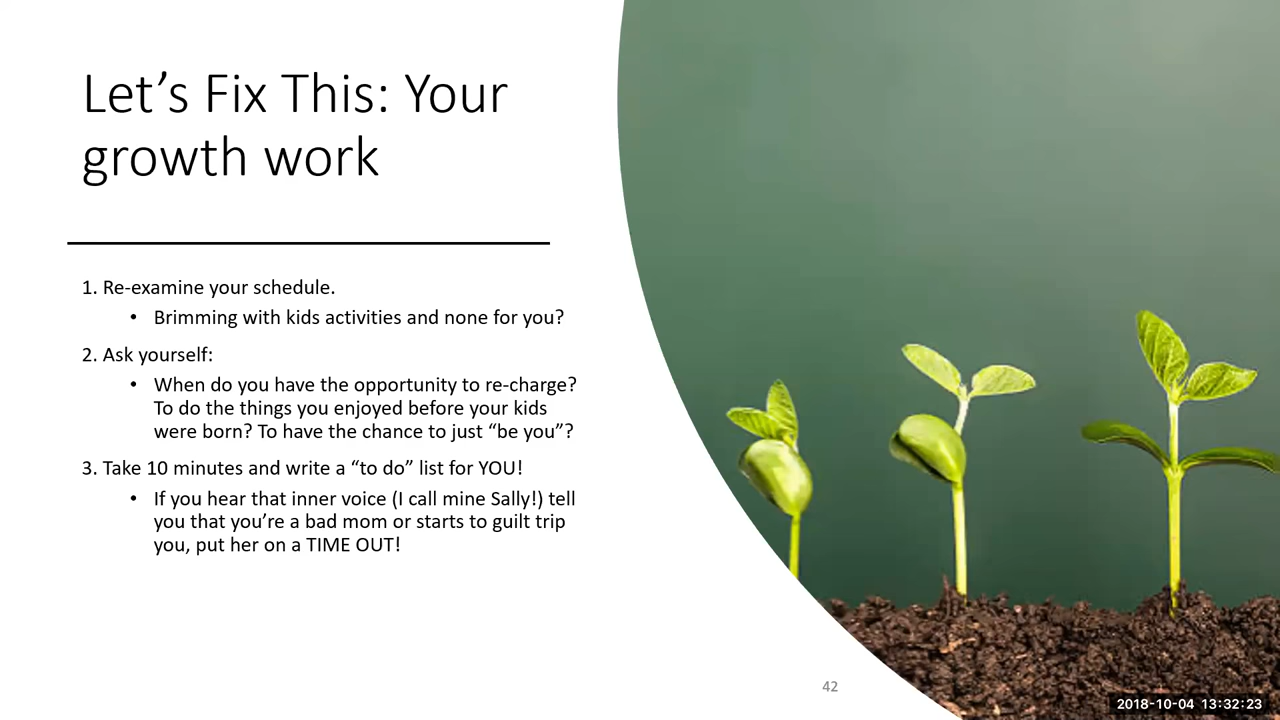 Let’s Fix This: Your
growth work
1. Re-examine your schedule.
• Brimming with kids activities and none for you?
2. Ask yourself:
• When do you have the opportunity to re-charge?
To do the things you enjoyed before your kids
were born? To have the chance to just “be you”?
3. Take 10 minutes and write a “to do” list for YOU!
• If you hear that inner voice (I call mine Sally!) tell
you that you’re a bad mom or starts to guilt trip
you, put her on a TIME OUT!
42
2018-10-04 13:32:23